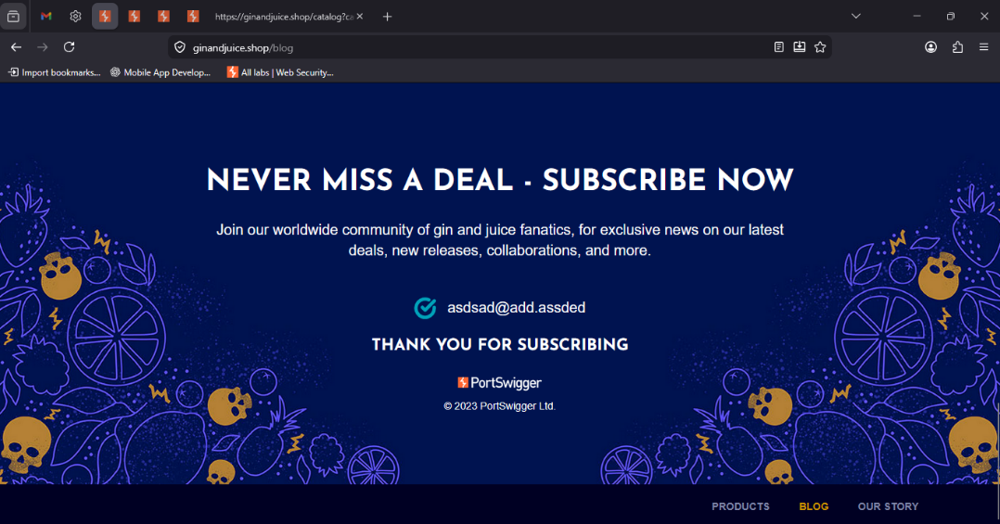 https://ginandjuice.shop/catalog?ca
ginandjuice.shop/blog
Import bookmarks... Mobile App Develop... All labs | Web Security...
NEVER MISS A DEAL - SUBSCRIBE NOW
Join our worldwide community of gin and juice fanatics, for exclusive news on our latest
deals, new releases, collaborations, and more.
asdsad@add.assded
THANK YOU FOR SUBSCRIBING
PortSwigger
© 2023 PortSwigger Ltd.
PRODUCTS BLOG OUR STORY